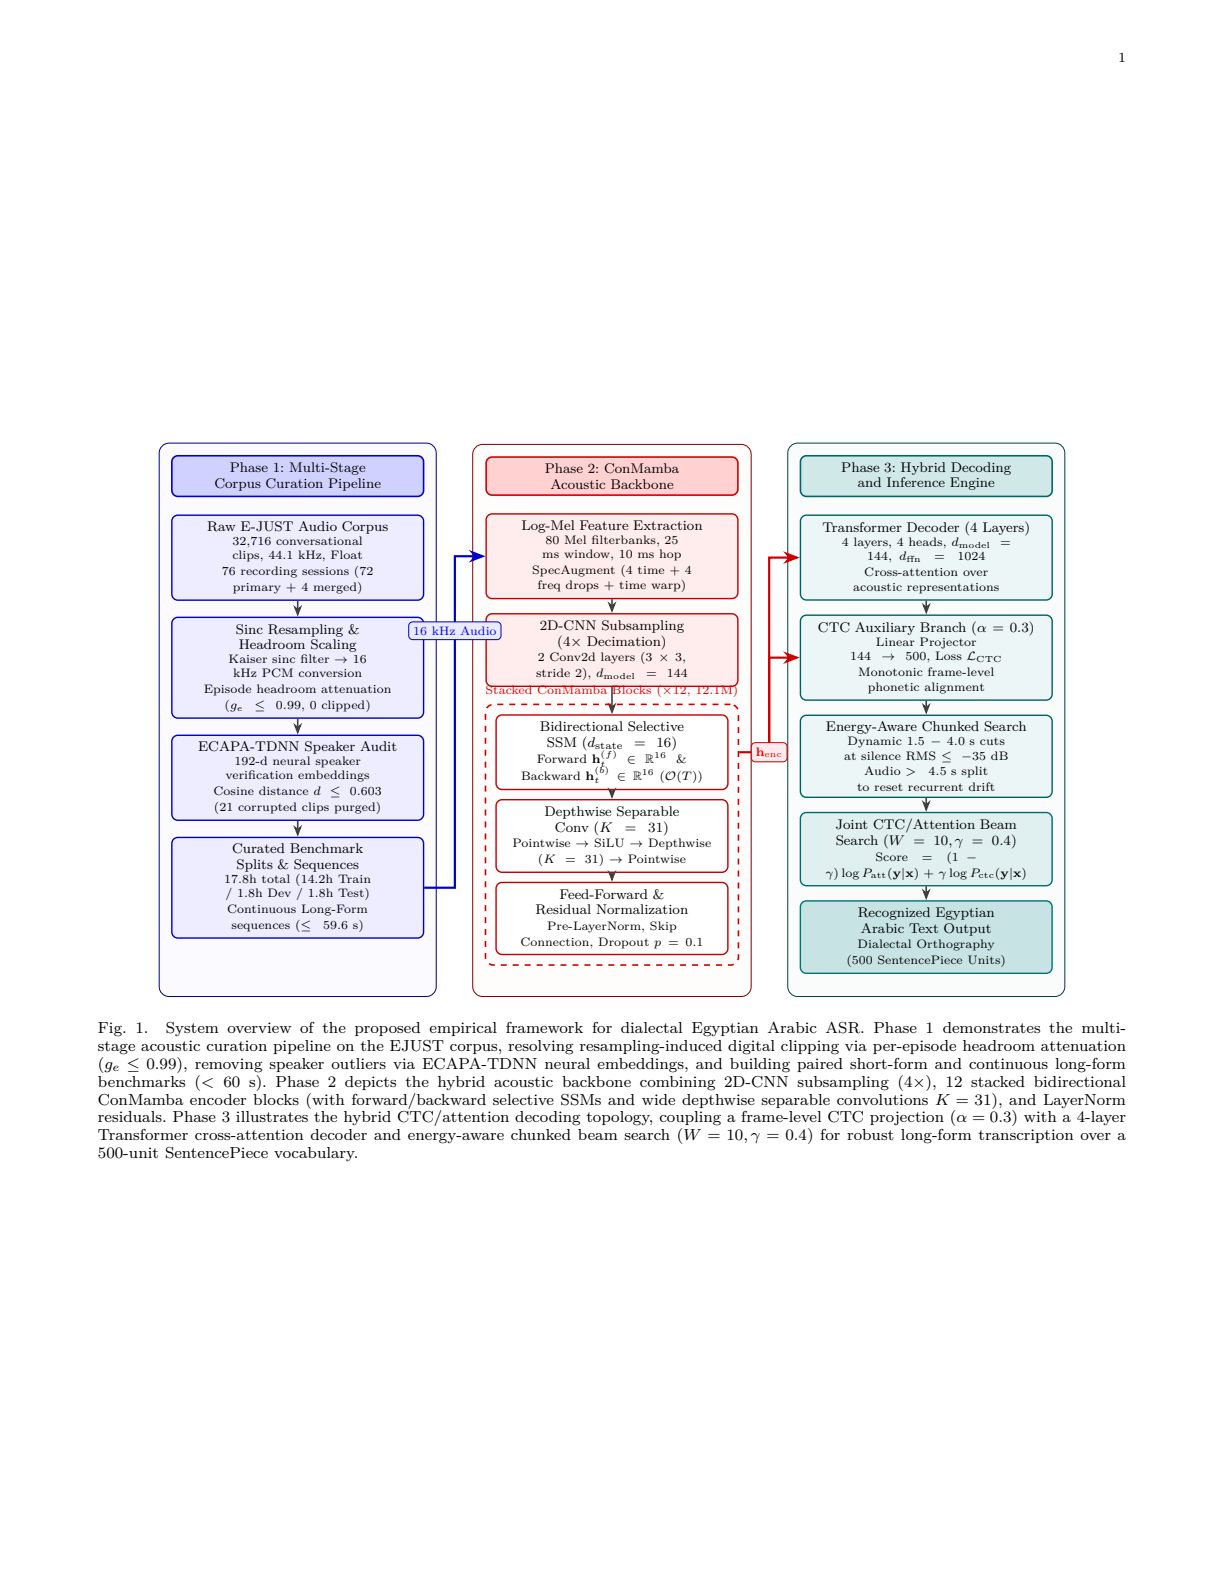 1
Phase 1: Multi-Stage
Corpus Curation Pipeline
Raw E-JUST Audio Corpus
32,716 conversational
clips, 44.1 kHz, Float
76 recording sessions (72
primary + 4 merged)
Sinc Resampling &
Headroom Scaling
Kaiser sinc filter → 16
kHz PCM conversion
Episode headroom attenuation
(gₑ ≤ 0.99, 0 clipped)
ECAPA-TDNN Speaker Audit
192-d neural speaker
verification embeddings
Cosine distance d ≤ 0.603
(21 corrupted clips purged)
Curated Benchmark
Splits & Sequences
17.8h total (14.2h Train
/ 1.8h Dev / 1.8h Test)
Continuous Long-Form
sequences (≤ 59.6 s)
16 kHz Audio
Phase 2: ConMamba
Acoustic Backbone
Log-Mel Feature Extraction
80 Mel filterbanks, 25
ms window, 10 ms hop
SpecAugment (4 time + 4
freq drops + time warp)
2D-CNN Subsampling
(4× Decimation)
2 Conv2d layers (3 × 3,
stride 2), d_model = 144
Stacked ConMamba Blocks (×12, 12.1M)
Bidirectional Selective
SSM (d_state = 16)
Forward h_t^(f) ∈ ℝ¹⁶ &
Backward h_t^(b) ∈ ℝ¹⁶ (𝒪(T))
Depthwise Separable
Conv (K = 31)
Pointwise → SiLU → Depthwise
(K = 31) → Pointwise
Feed-Forward &
Residual Normalization
Pre-LayerNorm, Skip
Connection, Dropout p = 0.1
h_enc
Phase 3: Hybrid Decoding
and Inference Engine
Transformer Decoder (4 Layers)
4 layers, 4 heads, d_model =
144, d_ffn = 1024
Cross-attention over
acoustic representations
CTC Auxiliary Branch (α = 0.3)
Linear Projector
144 → 500, Loss ℒ_CTC
Monotonic frame-level
phonetic alignment
Energy-Aware Chunked Search
Dynamic 1.5 − 4.0 s cuts
at silence RMS ≤ −35 dB
Audio > 4.5 s split
to reset recurrent drift
Joint CTC/Attention Beam
Search (W = 10, γ = 0.4)
Score = (1 −
γ) log P_att(y|x) + γ log P_ctc(y|x)
Recognized Egyptian
Arabic Text Output
Dialectal Orthography
(500 SentencePiece Units)
Fig. 1. System overview of the proposed empirical framework for dialectal Egyptian Arabic ASR. Phase 1 demonstrates the multi-
stage acoustic curation pipeline on the EJUST corpus, resolving resampling-induced digital clipping via per-episode headroom attenuation
(gₑ ≤ 0.99), removing speaker outliers via ECAPA-TDNN neural embeddings, and building paired short-form and continuous long-form
benchmarks (< 60 s). Phase 2 depicts the hybrid acoustic backbone combining 2D-CNN subsampling (4×), 12 stacked bidirectional
ConMamba encoder blocks (with forward/backward selective SSMs and wide depthwise separable convolutions K = 31), and LayerNorm
residuals. Phase 3 illustrates the hybrid CTC/attention decoding topology, coupling a frame-level CTC projection (α = 0.3) with a 4-layer
Transformer cross-attention decoder and energy-aware chunked beam search (W = 10, γ = 0.4) for robust long-form transcription over a
500-unit SentencePiece vocabulary.